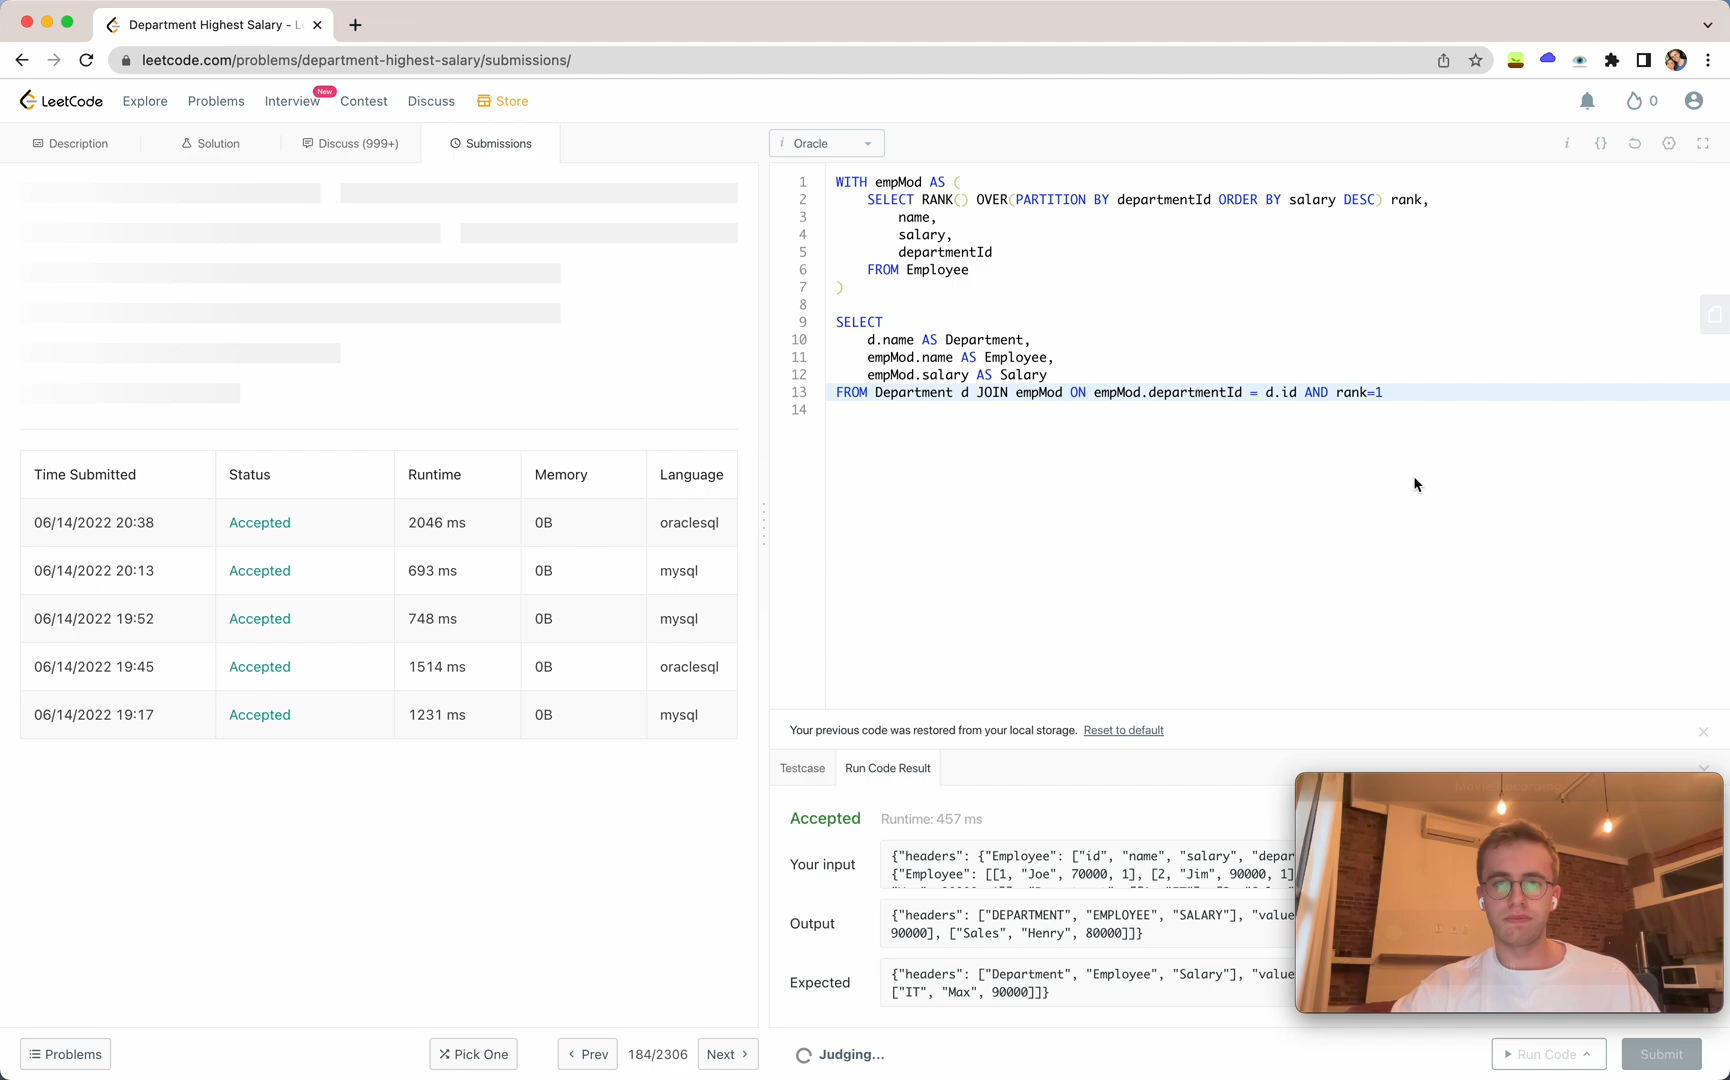 Department Highest Salary - L
leetcode.com/problems/department-highest-salary/submissions/
LeetCode Explore Problems Interview New Contest Discuss Store 0
Description Solution Discuss (999+) Submissions
i Oracle
1 WITH empMod AS (
2 SELECT RANK() OVER(PARTITION BY departmentId ORDER BY salary DESC) rank,
3 name,
4 salary,
5 departmentId
6 FROM Employee
7 )
8
9 SELECT
10 d.name AS Department,
11 empMod.name AS Employee,
12 empMod.salary AS Salary
13 FROM Department d JOIN empMod ON empMod.departmentId = d.id AND rank=1
14
Time Submitted Status Runtime Memory Language
06/14/2022 20:38 Accepted 2046 ms 0B oraclesql
06/14/2022 20:13 Accepted 693 ms 0B mysql
06/14/2022 19:52 Accepted 748 ms 0B mysql
06/14/2022 19:45 Accepted 1514 ms 0B oraclesql
06/14/2022 19:17 Accepted 1231 ms 0B mysql
Your previous code was restored from your local storage. Reset to default
Testcase Run Code Result
Accepted Runtime: 457 ms
Your input
{"headers": {"Employee": ["id", "name", "salary", "depar
{"Employee": [[1, "Joe", 70000, 1], [2, "Jim", 90000, 1]
Output
{"headers": ["DEPARTMENT", "EMPLOYEE", "SALARY"], "value
90000], ["Sales", "Henry", 80000]]}
Expected
{"headers": ["Department", "Employee", "Salary"], "value
["IT", "Max", 90000]]}
Problems Pick One Prev 184/2306 Next Judging... Run Code Submit